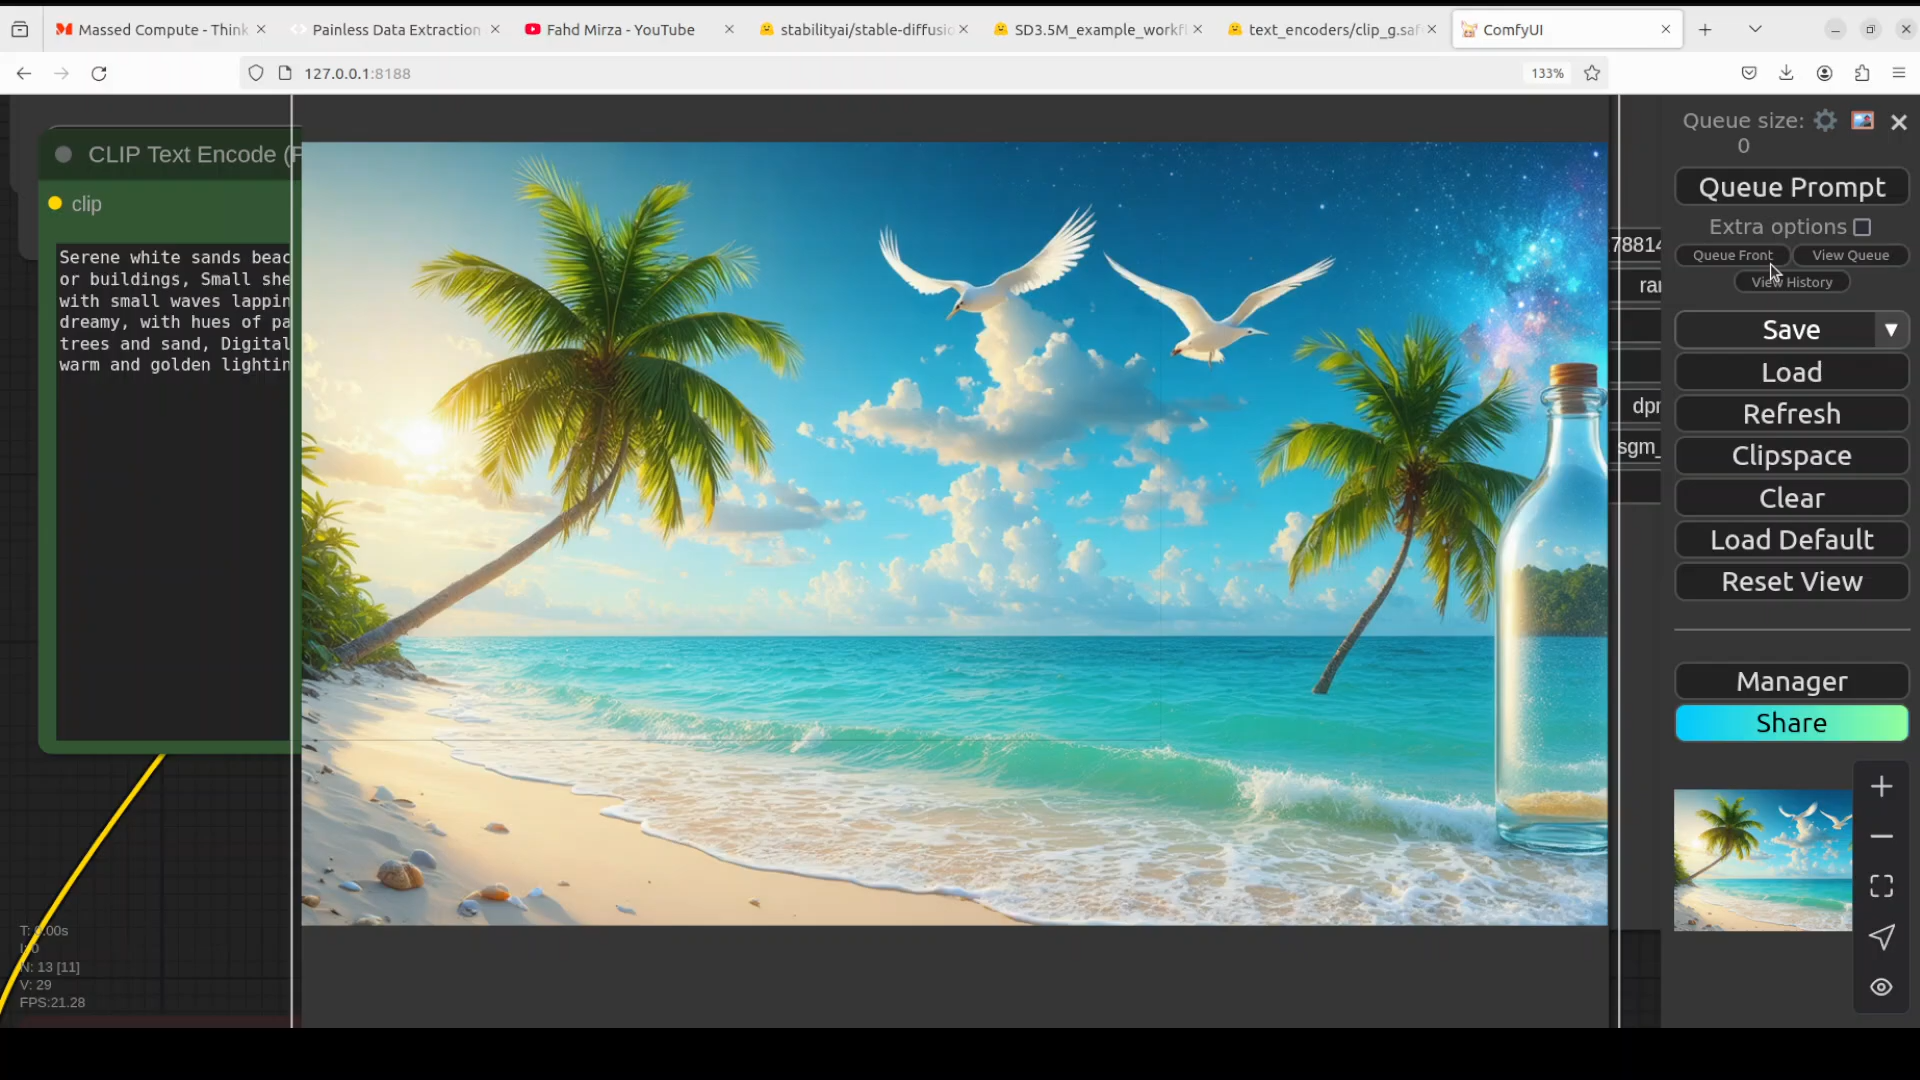 Massed Compute - Think
Painless Data Extraction
Fahd Mirza - YouTube
stabilityai/stable-diffusio
SD3.5M_example_workfl
text_encoders/clip_g.saf
ComfyUI
127.0.0.1:8188
133%
CLIP Text Encode (P
clip
Serene white sands beac
or buildings, Small she
with small waves lappin
dreamy, with hues of pa
trees and sand, Digital
warm and golden lightin
T: 0.00s
I: 0
N: 13 [11]
V: 29
FPS:21.28
78814
rar
dpr
sgm_
Queue size:
0
Queue Prompt
Extra options
Queue Front
View Queue
View History
Save
Load
Refresh
Clipspace
Clear
Load Default
Reset View
Manager
Share